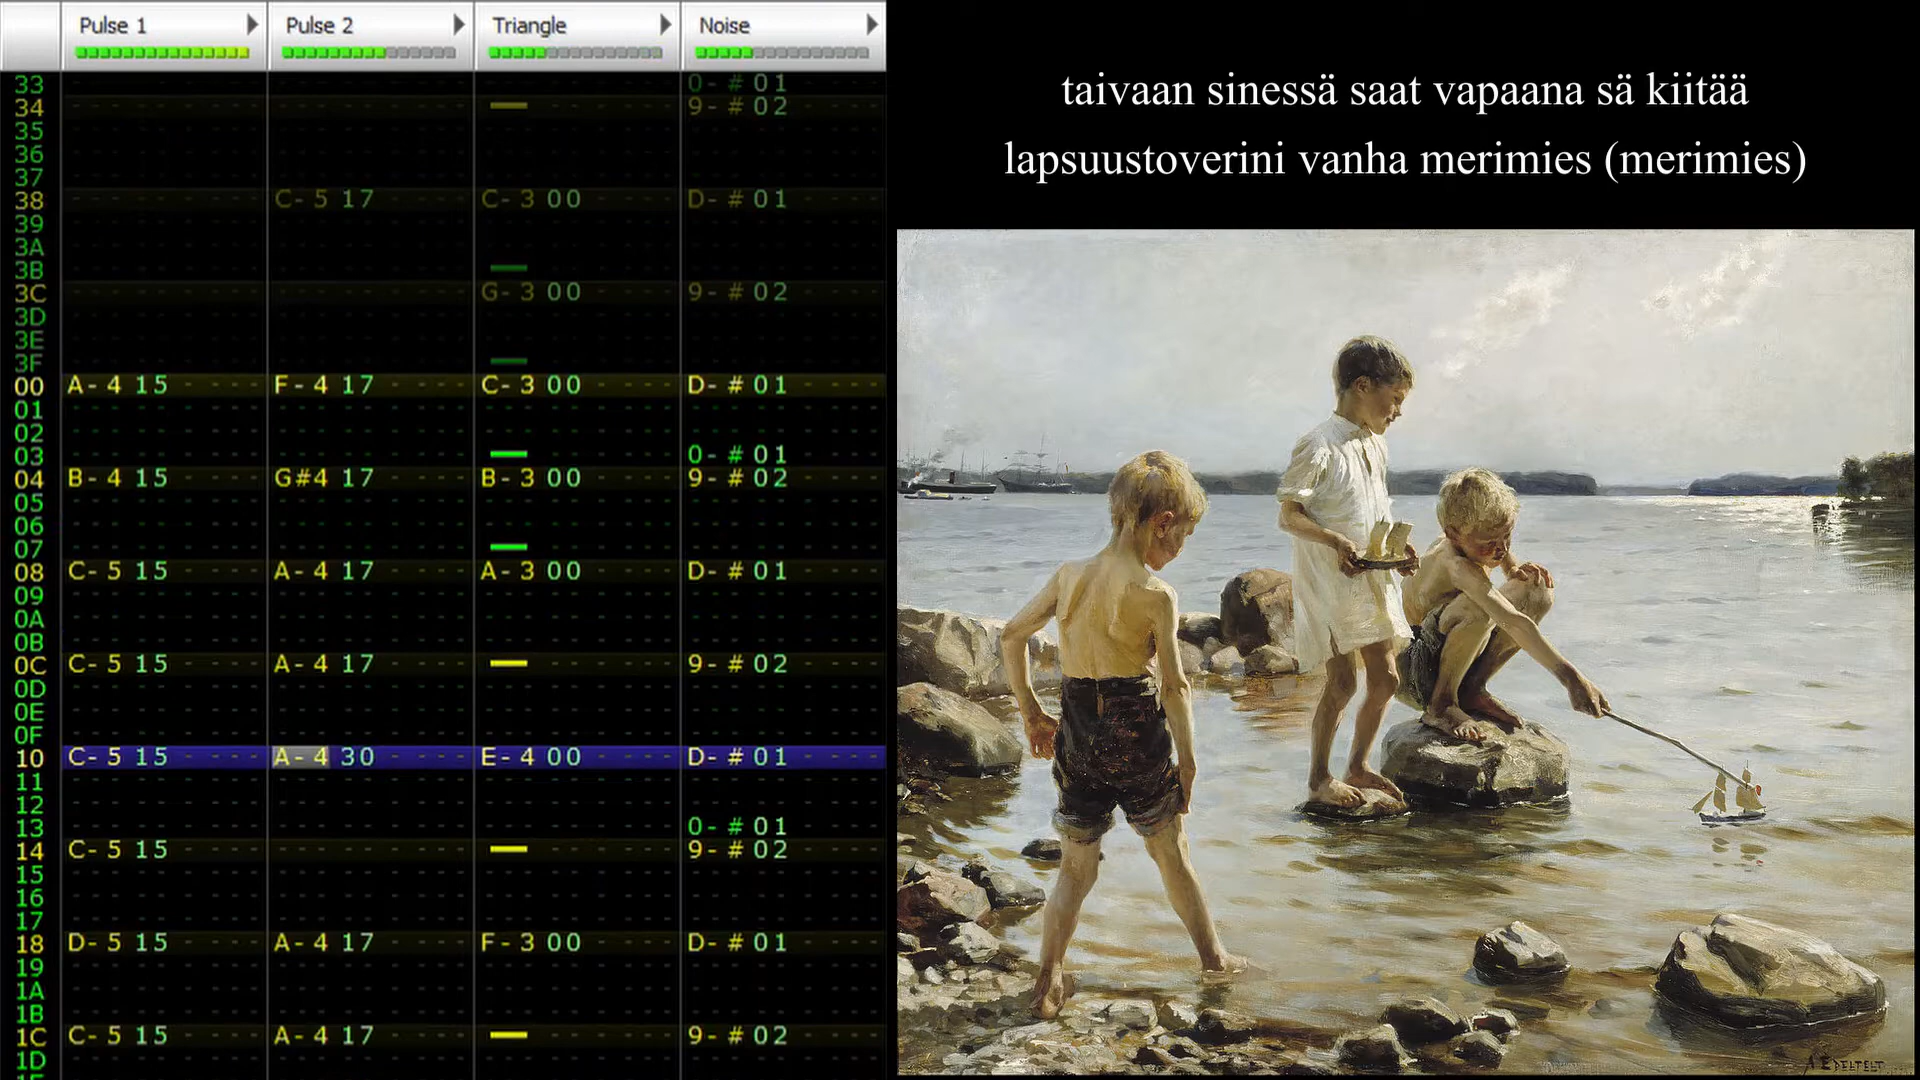 Pulse 1 Pulse 2 Triangle Noise
33 0- # 01
34 9- # 02
35
36
37
38 C- 5 17 C- 3 00 D- # 01
39
3A
3B
3C G- 3 00 9- # 02
3D
3E
3F
00 A- 4 15 F- 4 17 C- 3 00 D- # 01
01
02
03 0- # 01
04 B- 4 15 G#4 17 B- 3 00 9- # 02
05
06
07
08 C- 5 15 A- 4 17 A- 3 00 D- # 01
09
0A
0B
0C C- 5 15 A- 4 17 9- # 02
0D
0E
0F
10 C- 5 15 A- 4 30 E- 4 00 D- # 01
11
12
13 0- # 01
14 C- 5 15 9- # 02
15
16
17
18 D- 5 15 A- 4 17 F- 3 00 D- # 01
19
1A
1B
1C C- 5 15 A- 4 17 9- # 02
1D
taivaan sinessä saat vapaana sä kiitää
lapsuustoverini vanha merimies (merimies)
A EDELFELT